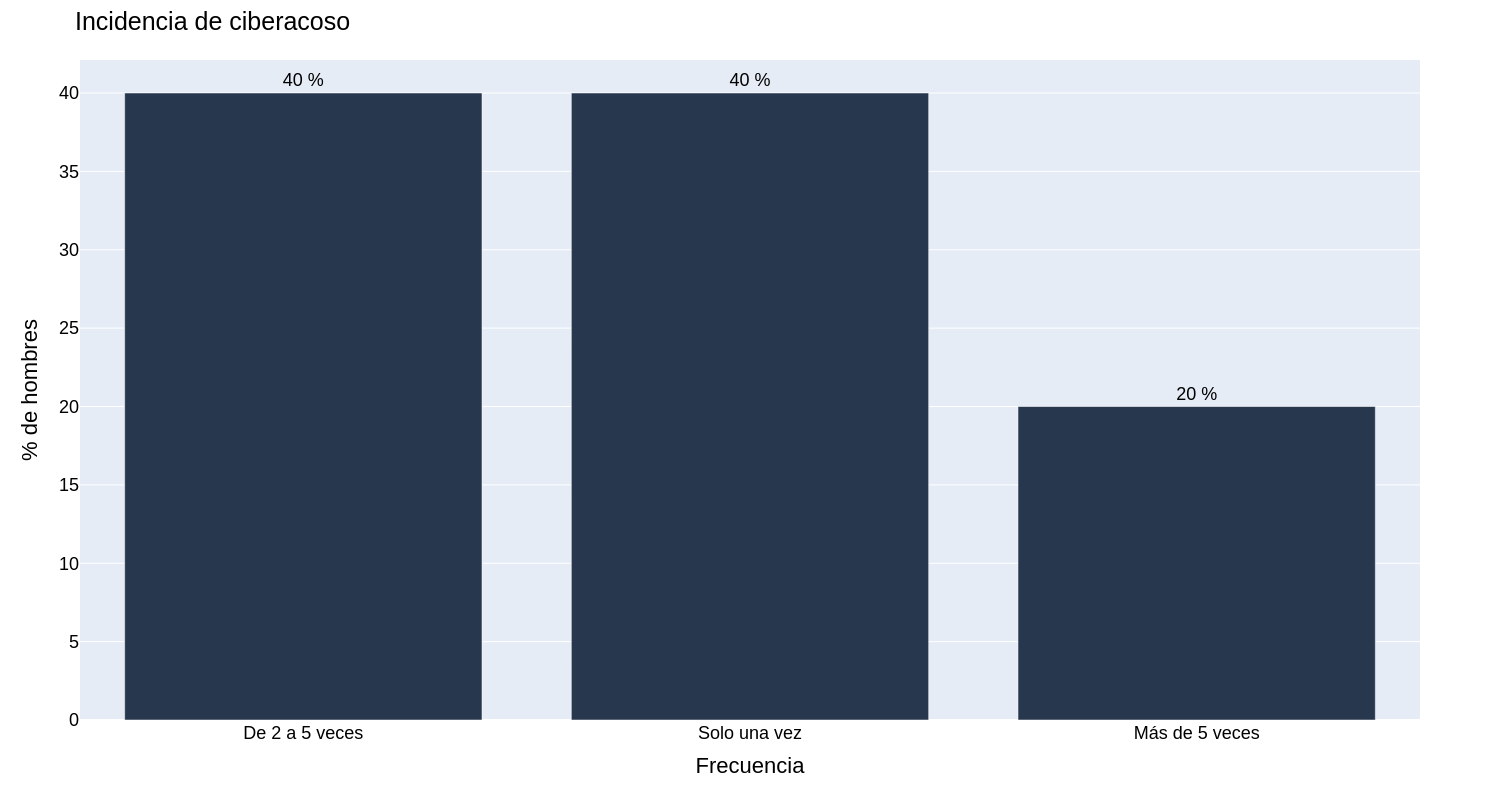 Incidencia de ciberacoso
40 %
40 %
20 %
40
35
30
25
20
15
10
5
0
% de hombres
De 2 a 5 veces
Solo una vez
Más de 5 veces
Frecuencia